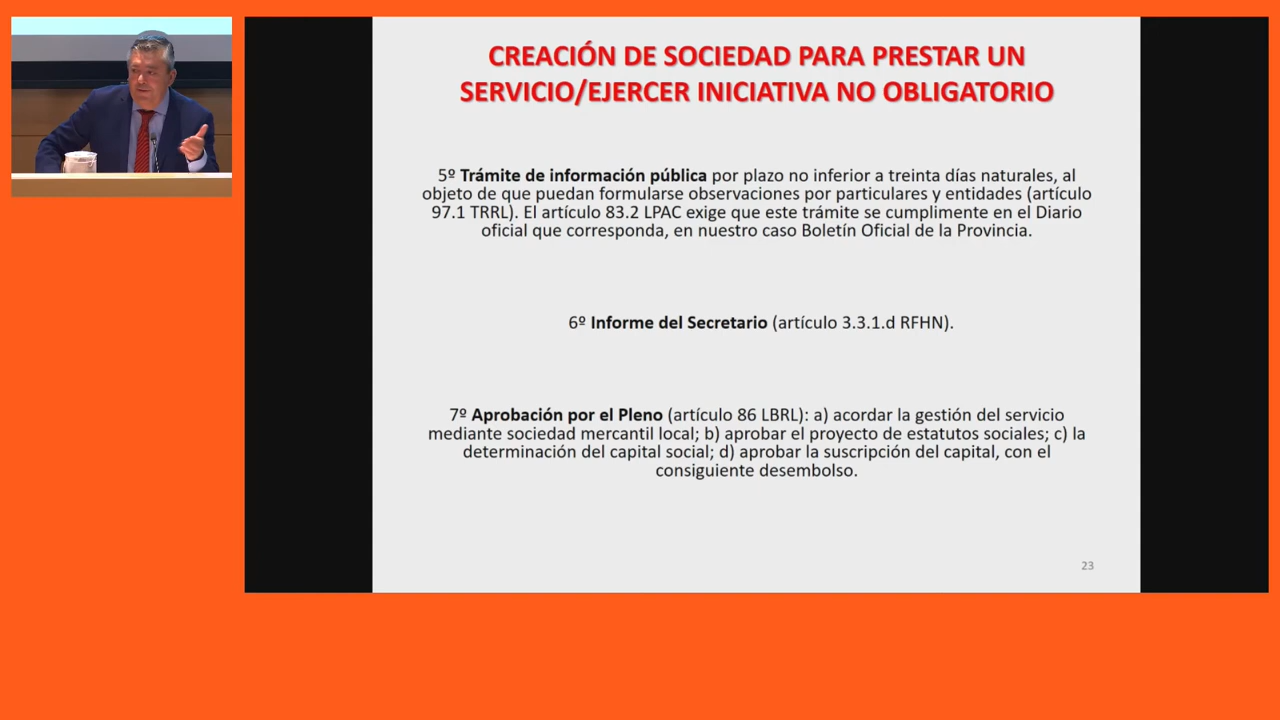 CREACIÓN DE SOCIEDAD PARA PRESTAR UN
SERVICIO/EJERCER INICIATIVA NO OBLIGATORIO
5º Trámite de información pública por plazo no inferior a treinta días naturales, al
objeto de que puedan formularse observaciones por particulares y entidades (artículo
97.1 TRRL). El artículo 83.2 LPAC exige que este trámite se cumplimente en el Diario
oficial que corresponda, en nuestro caso Boletín Oficial de la Provincia.
6º Informe del Secretario (artículo 3.3.1.d RFHN).
7º Aprobación por el Pleno (artículo 86 LBRL): a) acordar la gestión del servicio
mediante sociedad mercantil local; b) aprobar el proyecto de estatutos sociales; c) la
determinación del capital social; d) aprobar la suscripción del capital, con el
consiguiente desembolso.
23